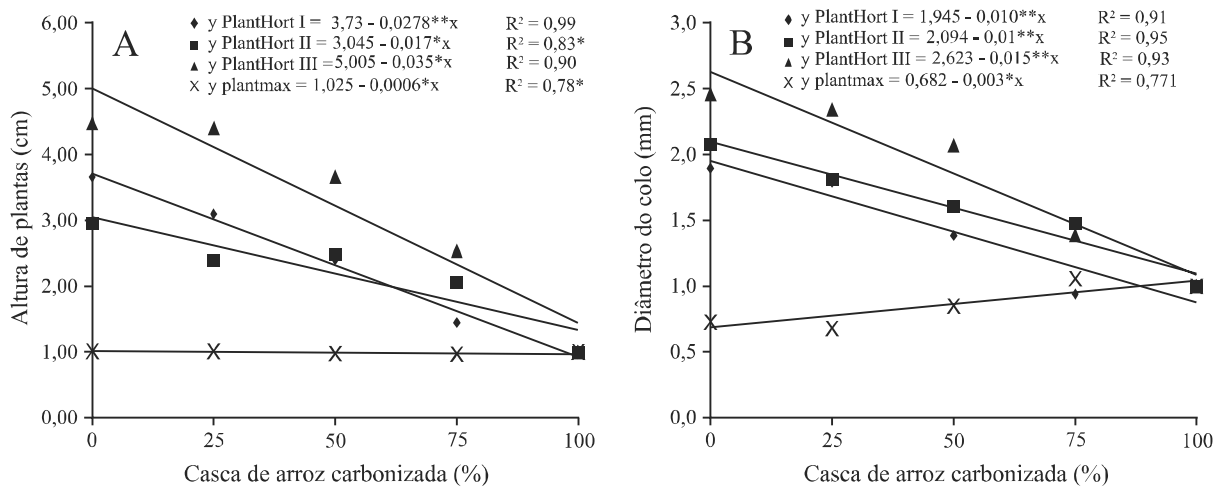 A
y PlantHort I = 3,73 - 0,0278**x R² = 0,99
y PlantHort II = 3,045 - 0,017*x R² = 0,83*
y PlantHort III = 5,005 - 0,035*x R² = 0,90
y plantmax = 1,025 - 0,0006*x R² = 0,78*
Altura de plantas (cm)
6,00
5,00
4,00
3,00
2,00
1,00
0,00
0 25 50 75 100
Casca de arroz carbonizada (%)
B
y PlantHort I = 1,945 - 0,010**x R² = 0,91
y PlantHort II = 2,094 - 0,01**x R² = 0,95
y PlantHort III = 2,623 - 0,015**x R² = 0,93
y plantmax = 0,682 - 0,003*x R² = 0,771
Diâmetro do colo (mm)
3,0
2,5
2,0
1,5
1,0
0,5
0,0
0 25 50 75 100
Casca de arroz carbonizada (%)